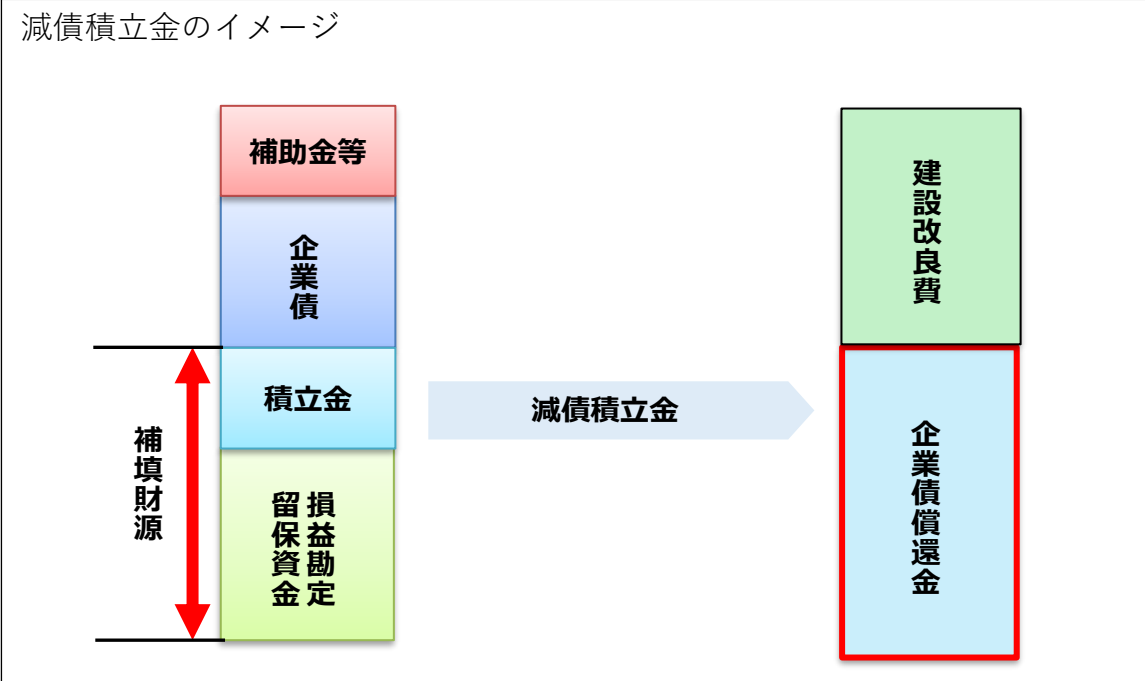 減債積立金のイメージ
補助金等
企業債
積立金
減債積立金
補填財源
損益勘定
留保資金
建設改良費
企業債償還金